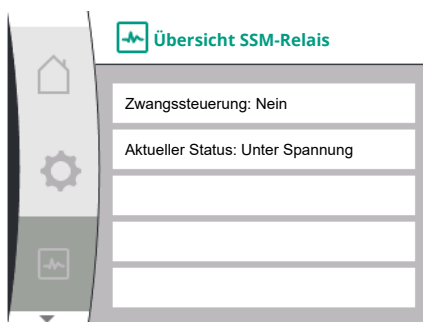 Übersicht SSM-Relais
Zwangssteuerung: Nein
Aktueller Status: Unter Spannung